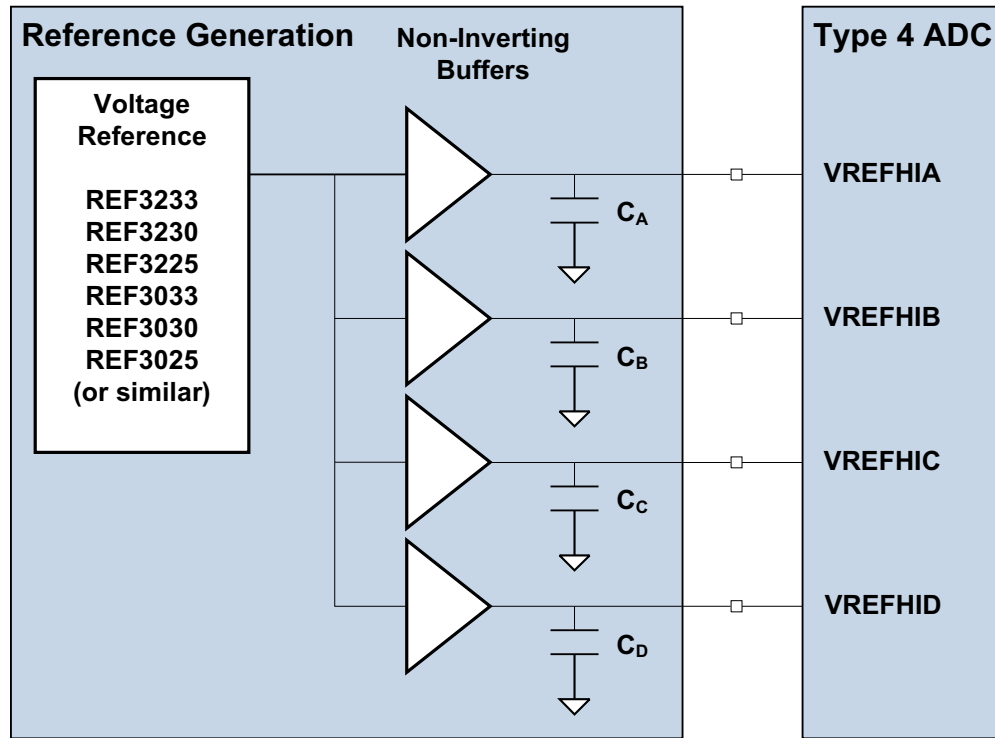 Reference Generation
Non-Inverting
Buffers
Type 4 ADC
Voltage
Reference
REF3233
REF3230
REF3225
REF3033
REF3030
REF3025
(or similar)
CA
VREFHIA
CB
VREFHIB
CC
VREFHIC
CD
VREFHID